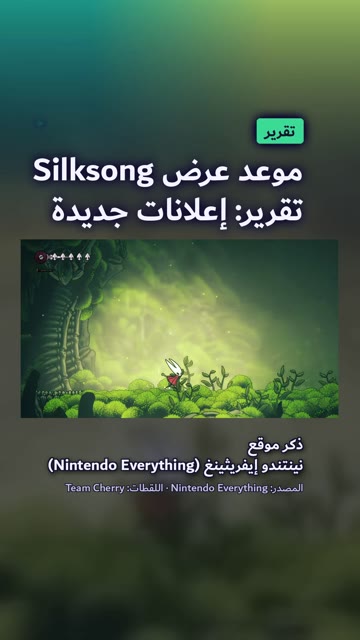 تقرير
موعد عرض Silksong
تقرير: إعلانات جديدة
ذكر موقع
نينتندو إيفريثينغ (Nintendo Everything)
المصدر: Nintendo Everything · اللقطات: Team Cherry